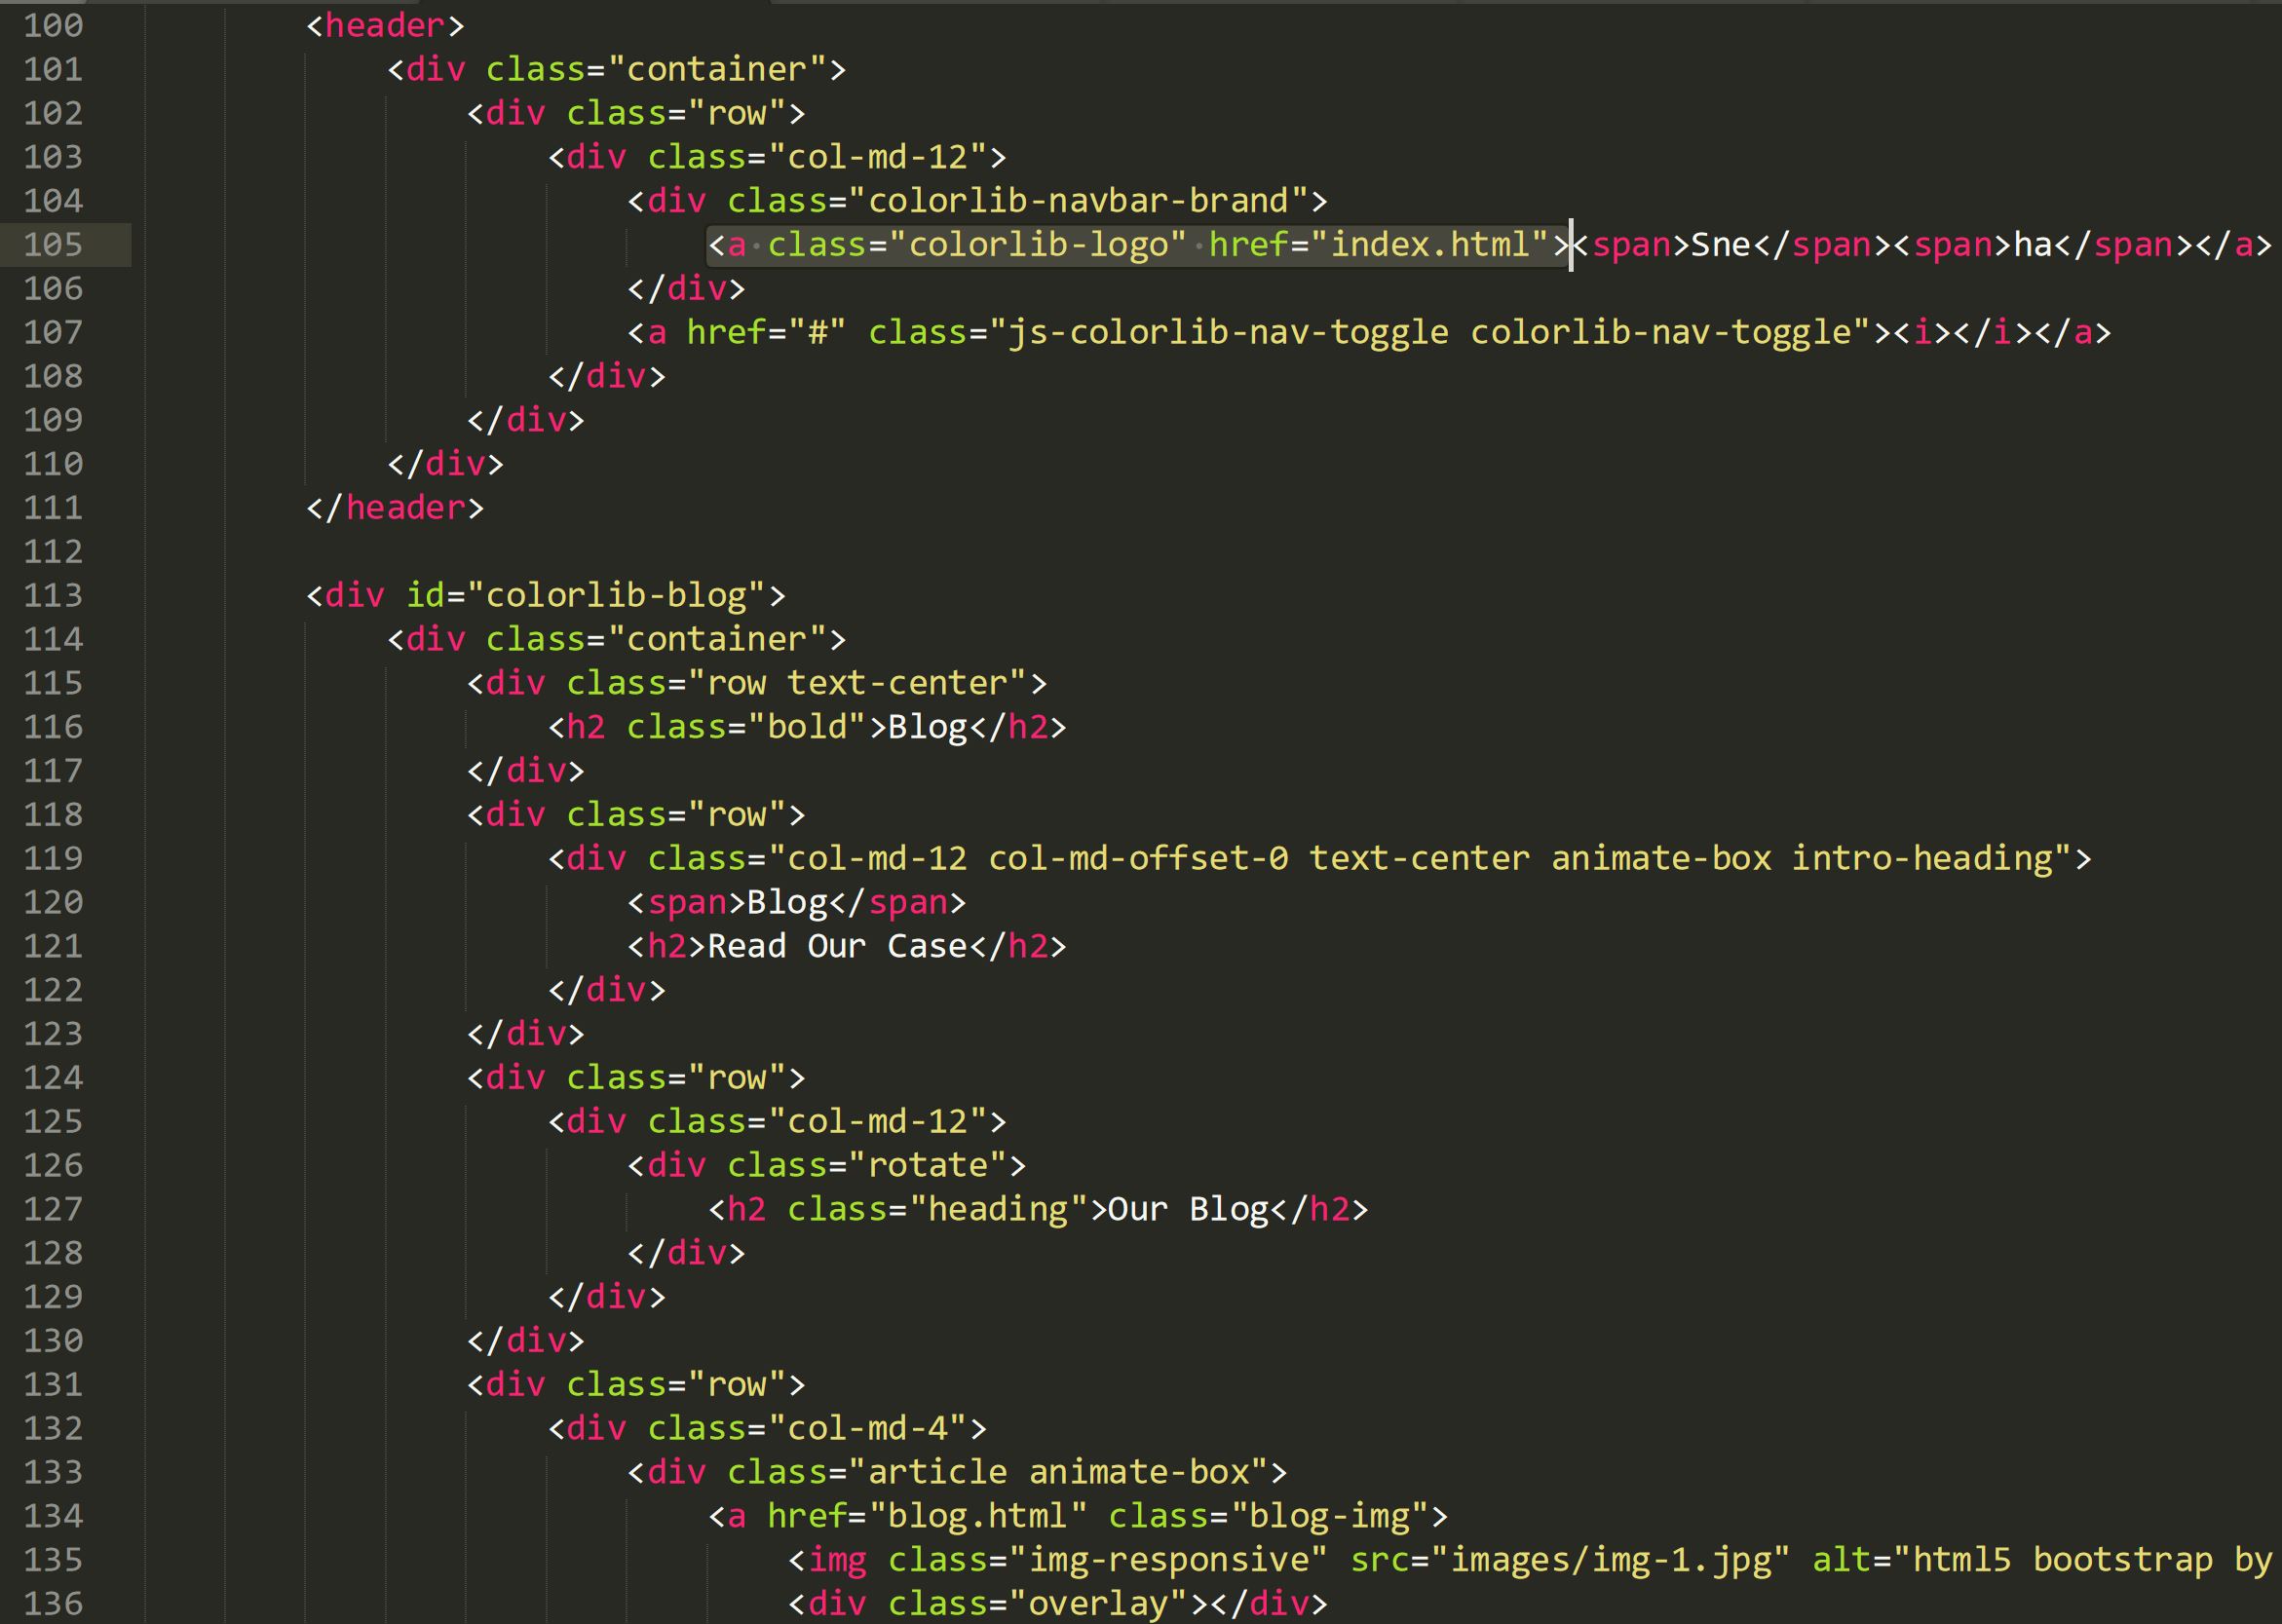 100 <header>
101 <div class="container">
102 <div class="row">
103 <div class="col-md-12">
104 <div class="colorlib-navbar-brand">
105 <a class="colorlib-logo" href="index.html"><span>Sne</span><span>ha</span></a>
106 </div>
107 <a href="#" class="js-colorlib-nav-toggle colorlib-nav-toggle"><i></i></a>
108 </div>
109 </div>
110 </div>
111 </header>
112
113 <div id="colorlib-blog">
114 <div class="container">
115 <div class="row text-center">
116 <h2 class="bold">Blog</h2>
117 </div>
118 <div class="row">
119 <div class="col-md-12 col-md-offset-0 text-center animate-box intro-heading">
120 <span>Blog</span>
121 <h2>Read Our Case</h2>
122 </div>
123 </div>
124 <div class="row">
125 <div class="col-md-12">
126 <div class="rotate">
127 <h2 class="heading">Our Blog</h2>
128 </div>
129 </div>
130 </div>
131 <div class="row">
132 <div class="col-md-4">
133 <div class="article animate-box">
134 <a href="blog.html" class="blog-img">
135 <img class="img-responsive" src="images/img-1.jpg" alt="html5 bootstrap by
136 <div class="overlay"></div>